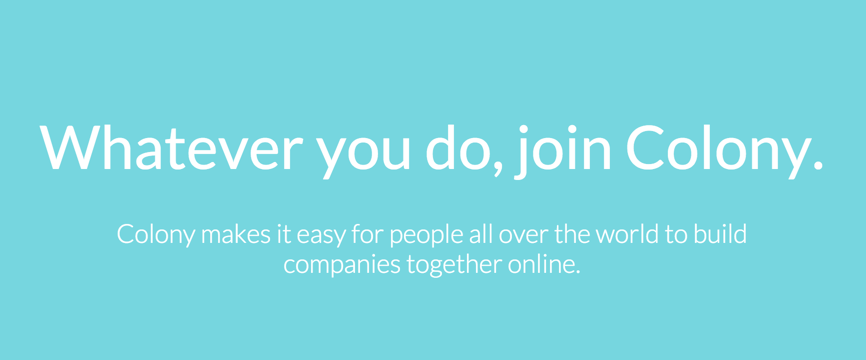 Whatever you do, join Colony.
Colony makes it easy for people all over the world to build
companies together online.